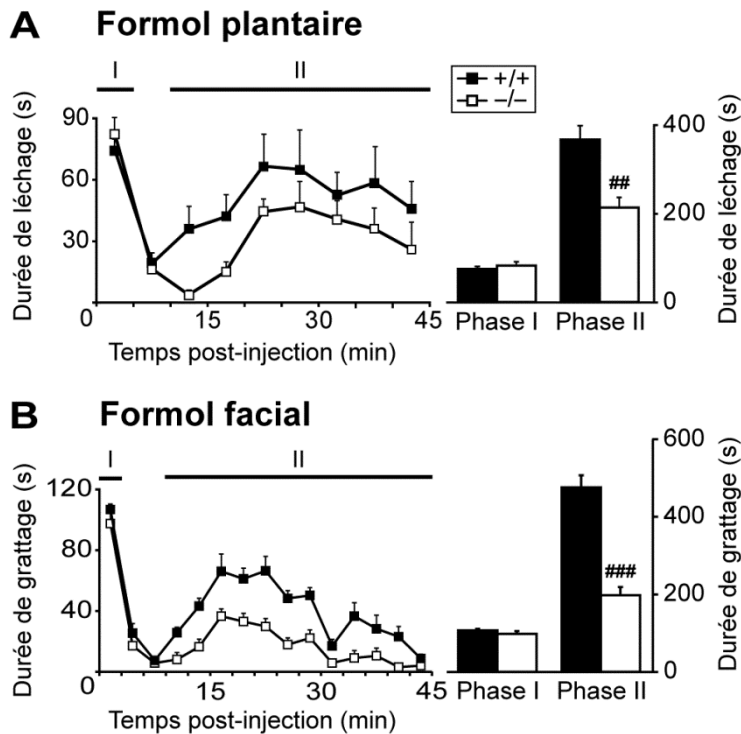 A Formol plantaire
I II
+/+
–/–
Durée de léchage (s)
90
60
30
0 15 30 45
Temps post-injection (min)
##
Phase I Phase II
400
200
0
Durée de léchage (s)
B Formol facial
I II
Durée de grattage (s)
120
80
40
0 15 30 45
Temps post-injection (min)
###
Phase I Phase II
600
400
200
0
Durée de grattage (s)